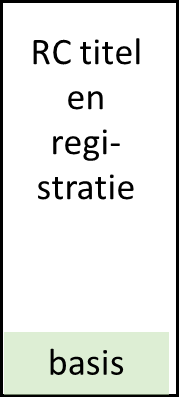 RC titel
en
regi-
stratie
basis